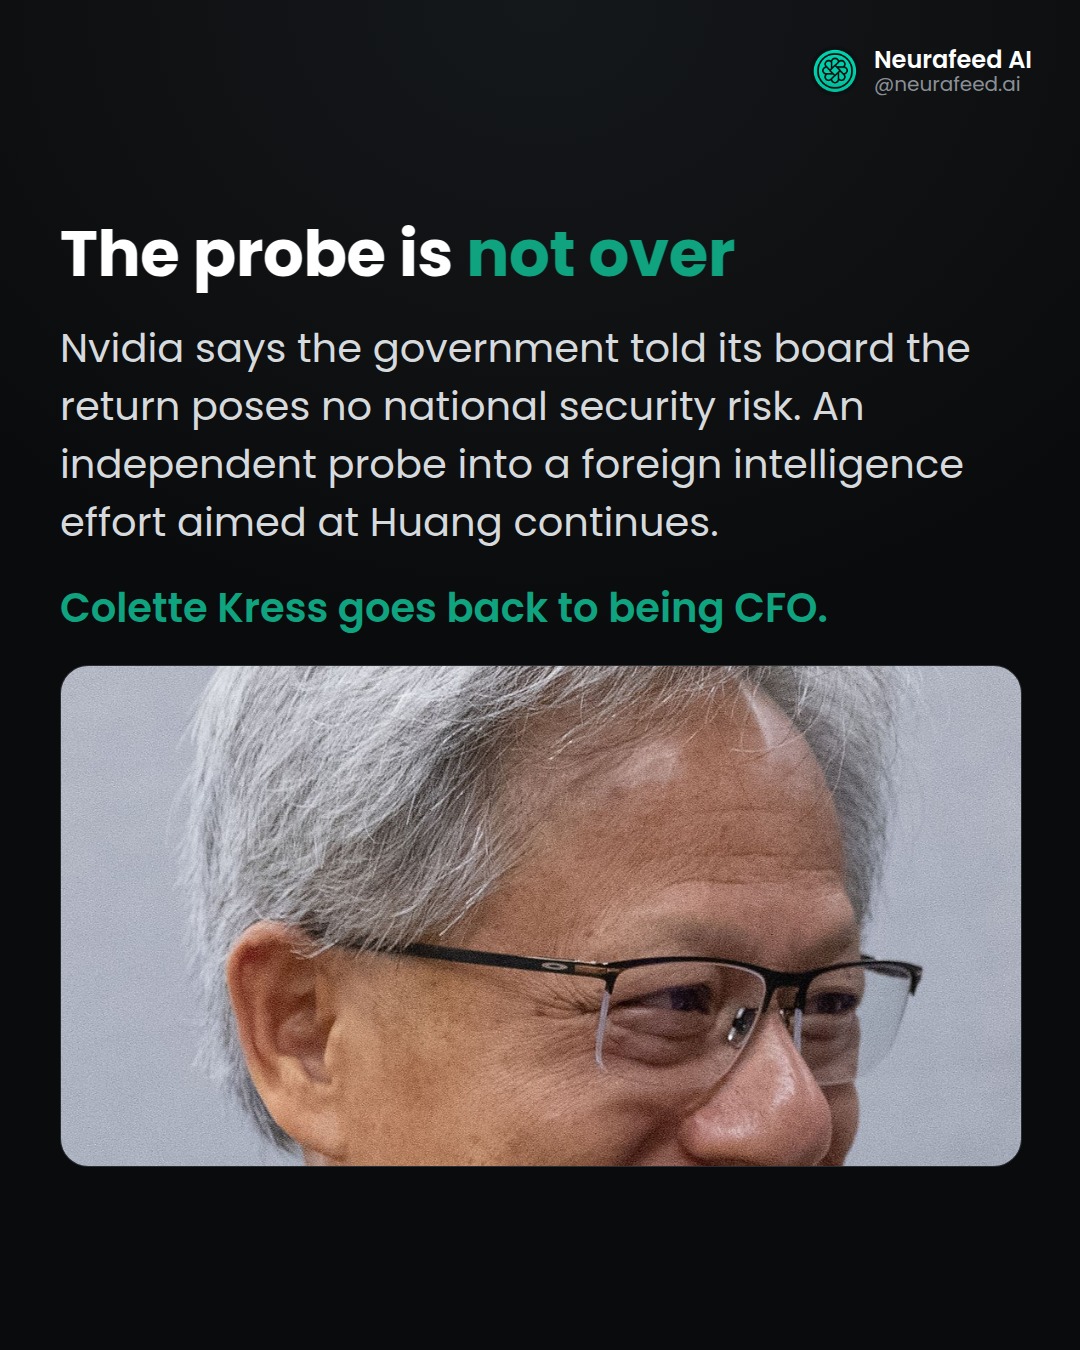 Neurafeed AI
@neurafeed.ai
The probe is not over
Nvidia says the government told its board the
return poses no national security risk. An
independent probe into a foreign intelligence
effort aimed at Huang continues.
Colette Kress goes back to being CFO.